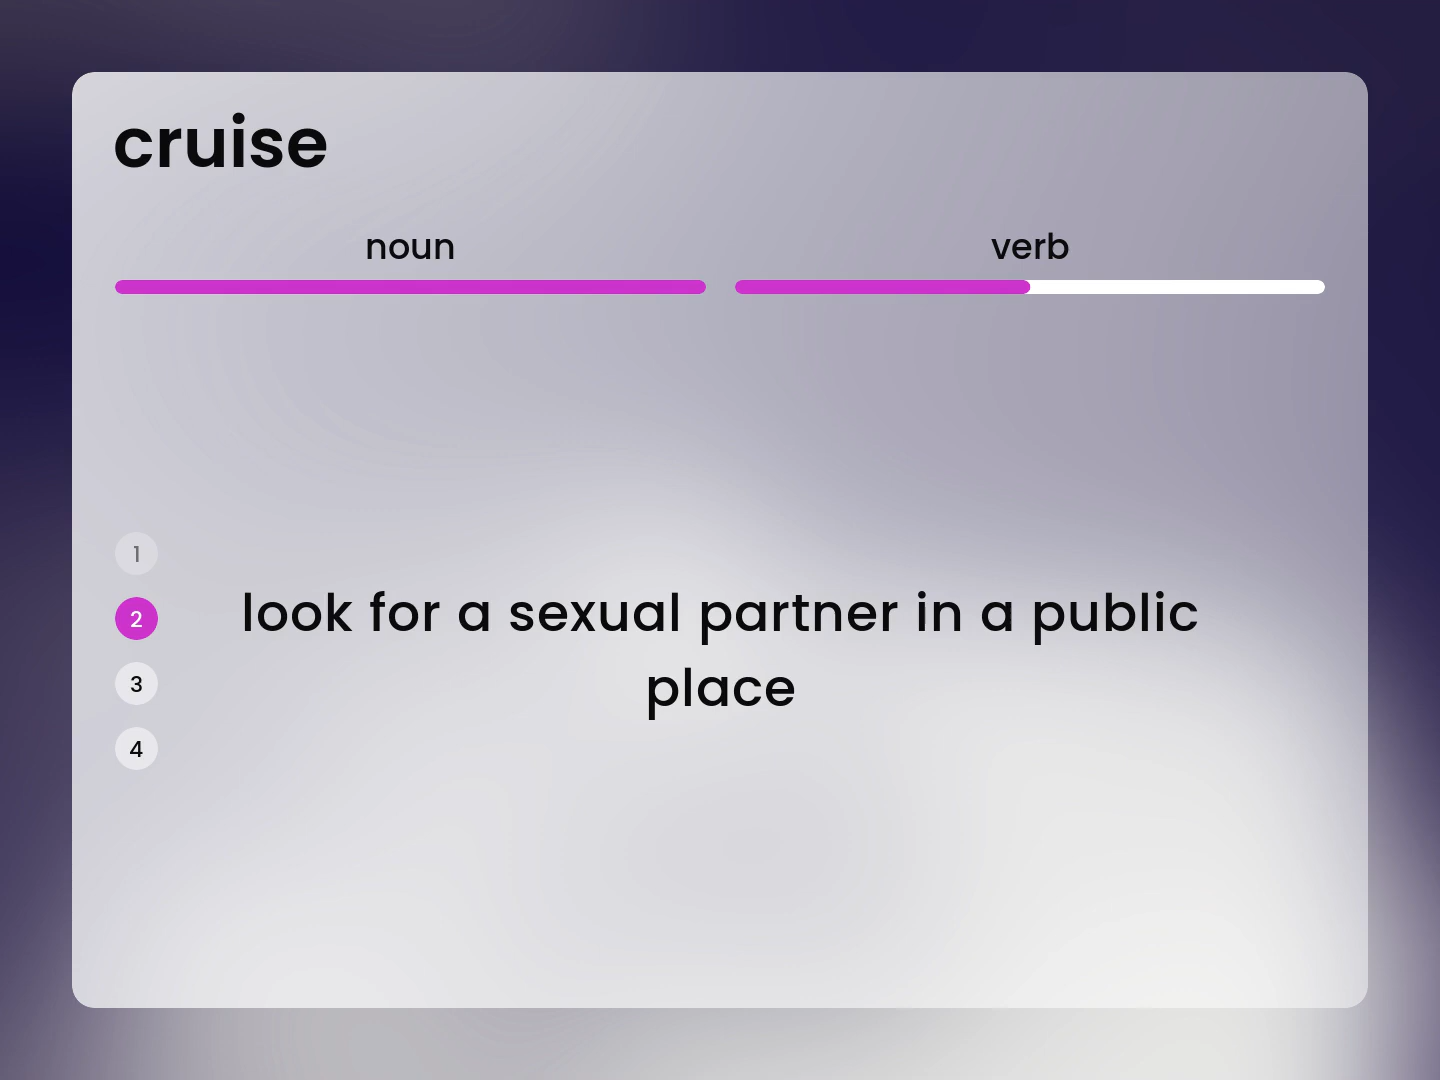 cruise
noun
verb
1
2
3
4
look for a sexual partner in a public
place